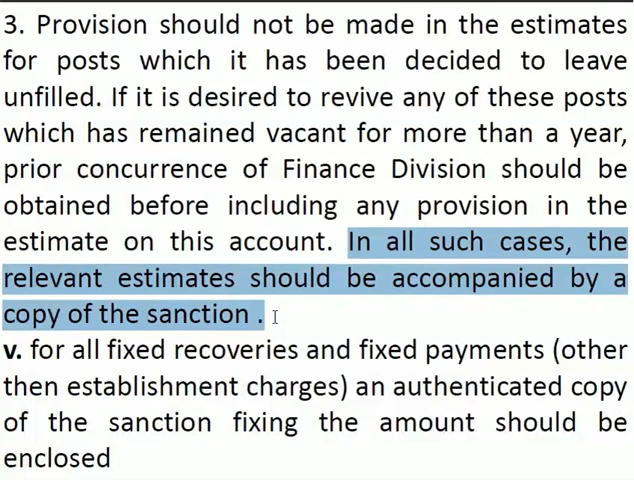 3. Provision should not be made in the estimates
for posts which it has been decided to leave
unfilled. If it is desired to revive any of these posts
which has remained vacant for more than a year,
prior concurrence of Finance Division should be
obtained before including any provision in the
estimate on this account. In all such cases, the
relevant estimates should be accompanied by a
copy of the sanction .
v. for all fixed recoveries and fixed payments (other
then establishment charges) an authenticated copy
of the sanction fixing the amount should be
enclosed